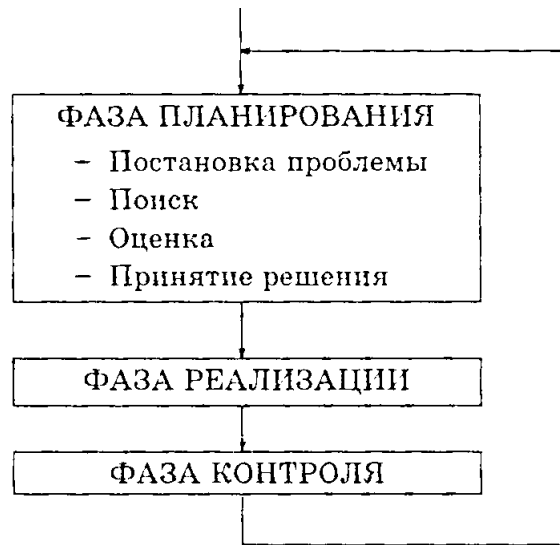 ФАЗА ПЛАНИРОВАНИЯ
– Постановка проблемы
– Поиск
– Оценка
– Принятие решения
ФАЗА РЕАЛИЗАЦИИ
ФАЗА КОНТРОЛЯ